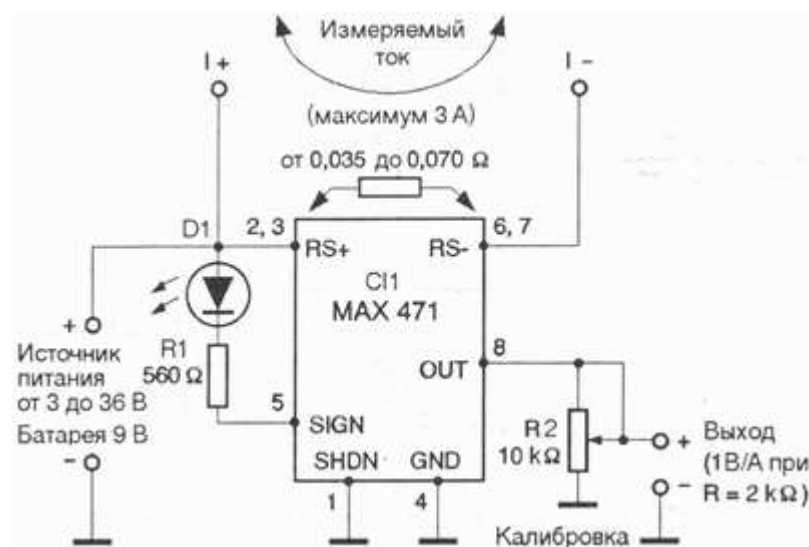 Измеряемый
ток
I +
I -
(максимум 3 А)
от 0,035 до 0,070 Ω
D1
2, 3
6, 7
RS+
RS-
CI1
MAX 471
+
Источник
питания
от 3 до 36 В
Батарея 9 В
-
R1
560 Ω
5
SIGN
8
OUT
SHDN
GND
1
4
R2
10 kΩ
+
Выход
(1В/А при
R = 2 kΩ)
-
Калибровка